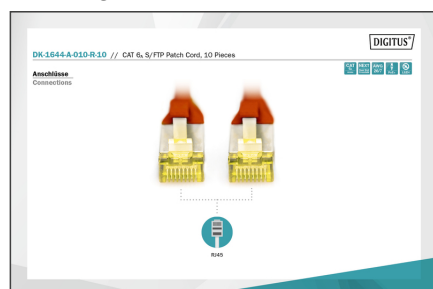 DIGITUS®
DK-1644-A-010-R-10 // CAT 6A S/FTP Patch Cord, 10 Pieces
Anschlüsse
Connections
RJ45